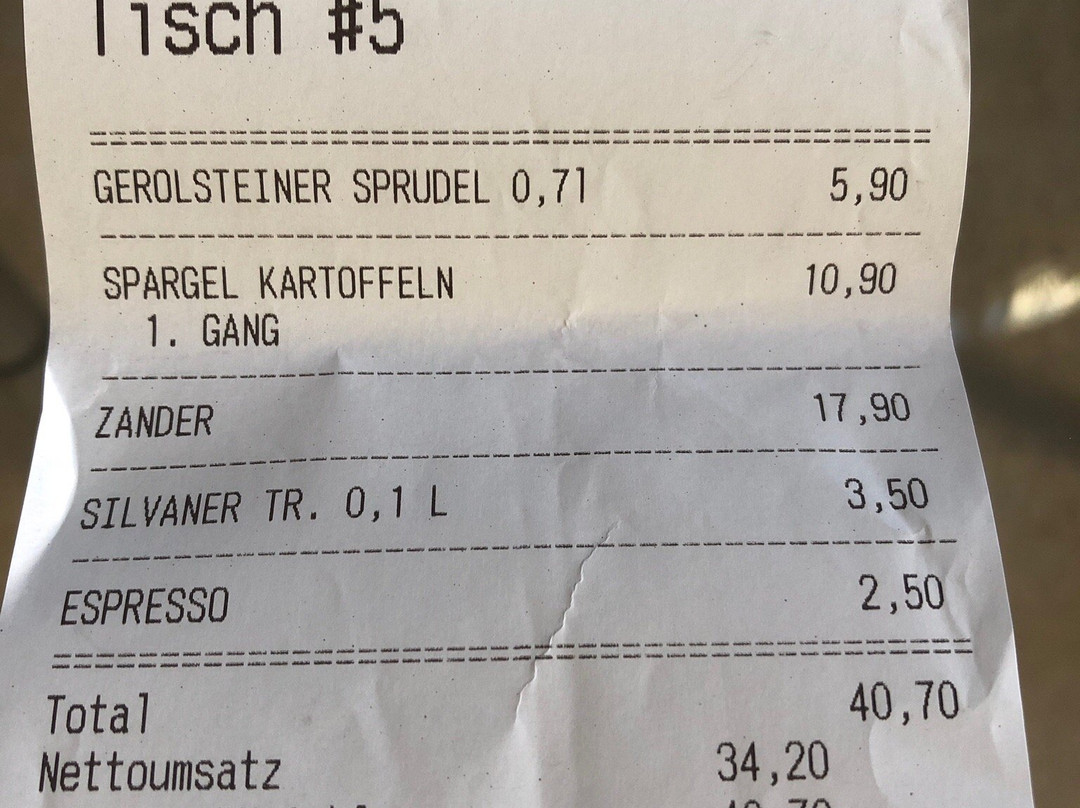 Tisch #5
GEROLSTEINER SPRUDEL 0,7l 5,90
SPARGEL KARTOFFELN 10,90
1. GANG
ZANDER 17,90
SILVANER TR. 0,1 L 3,50
ESPRESSO 2,50
Total 40,70
Nettoumsatz 34,20